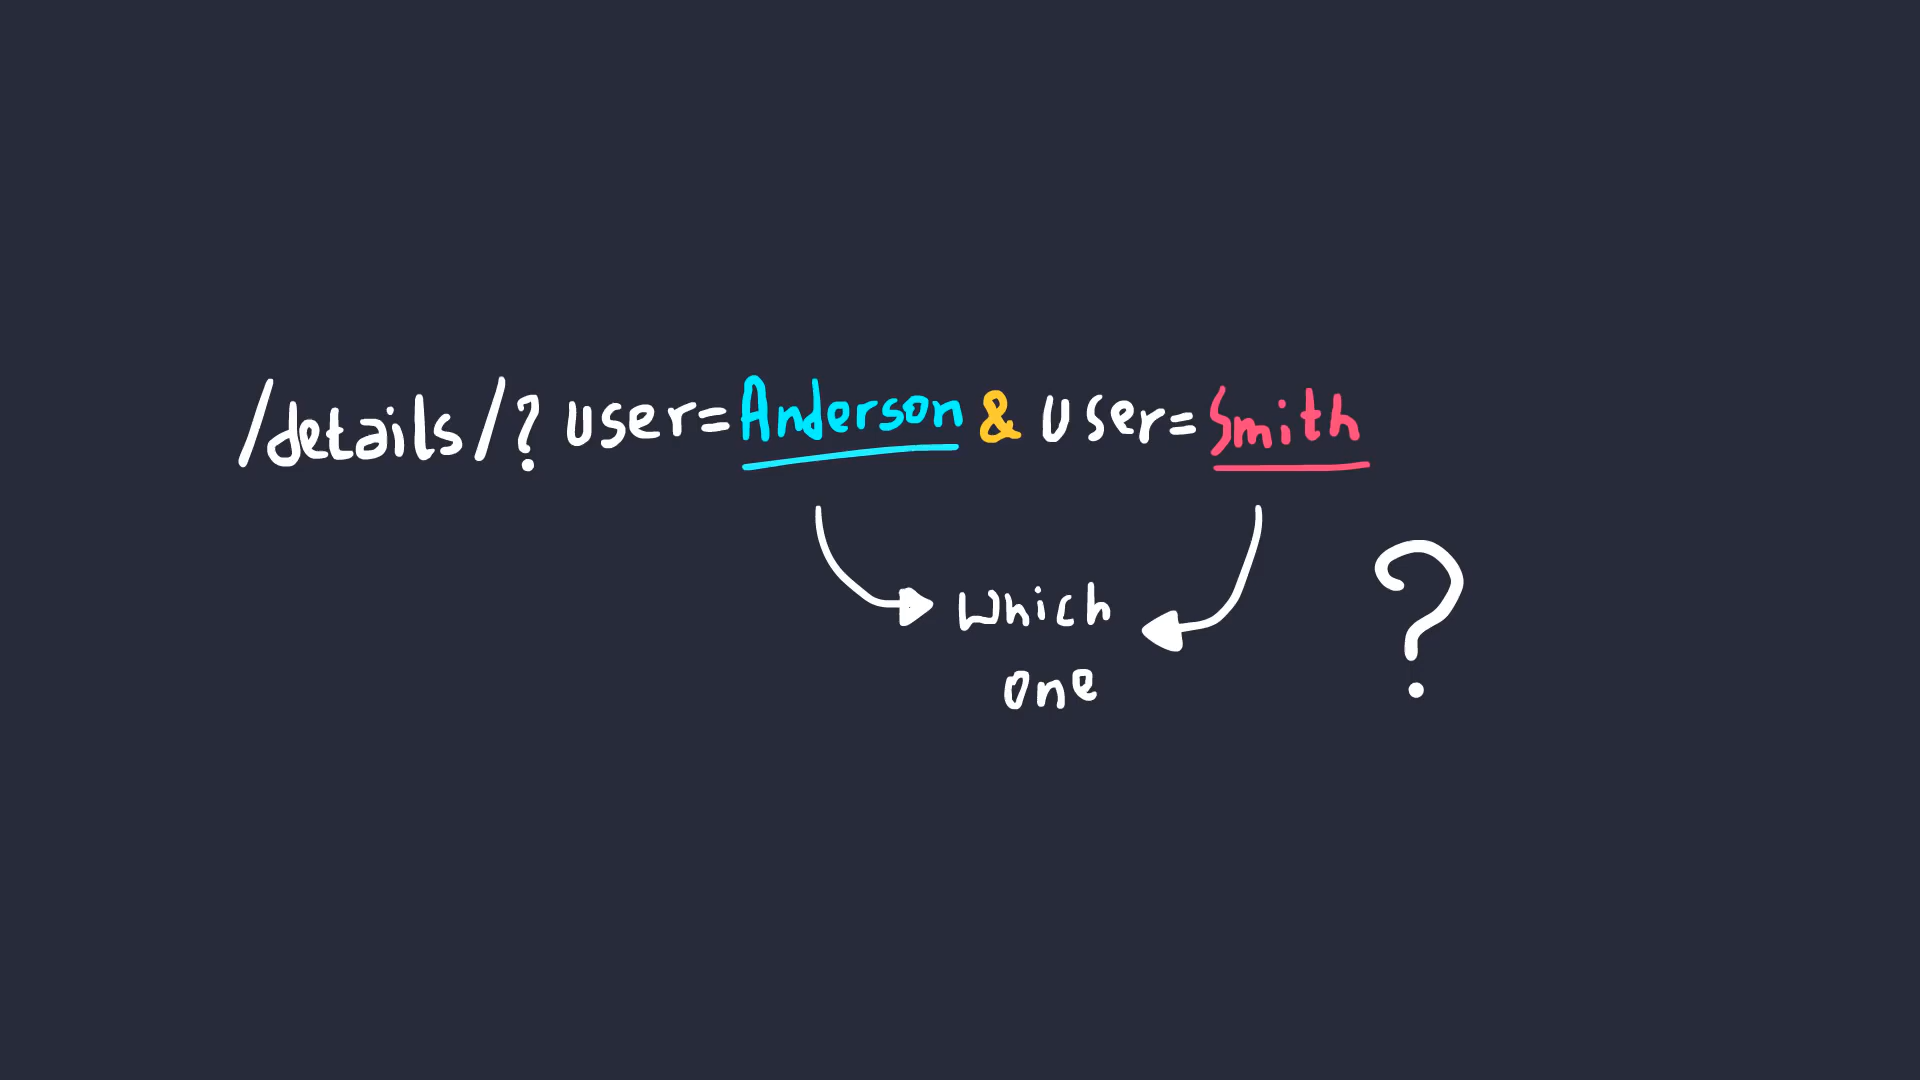 /details/? user=Anderson & user=Smith
which
one
?